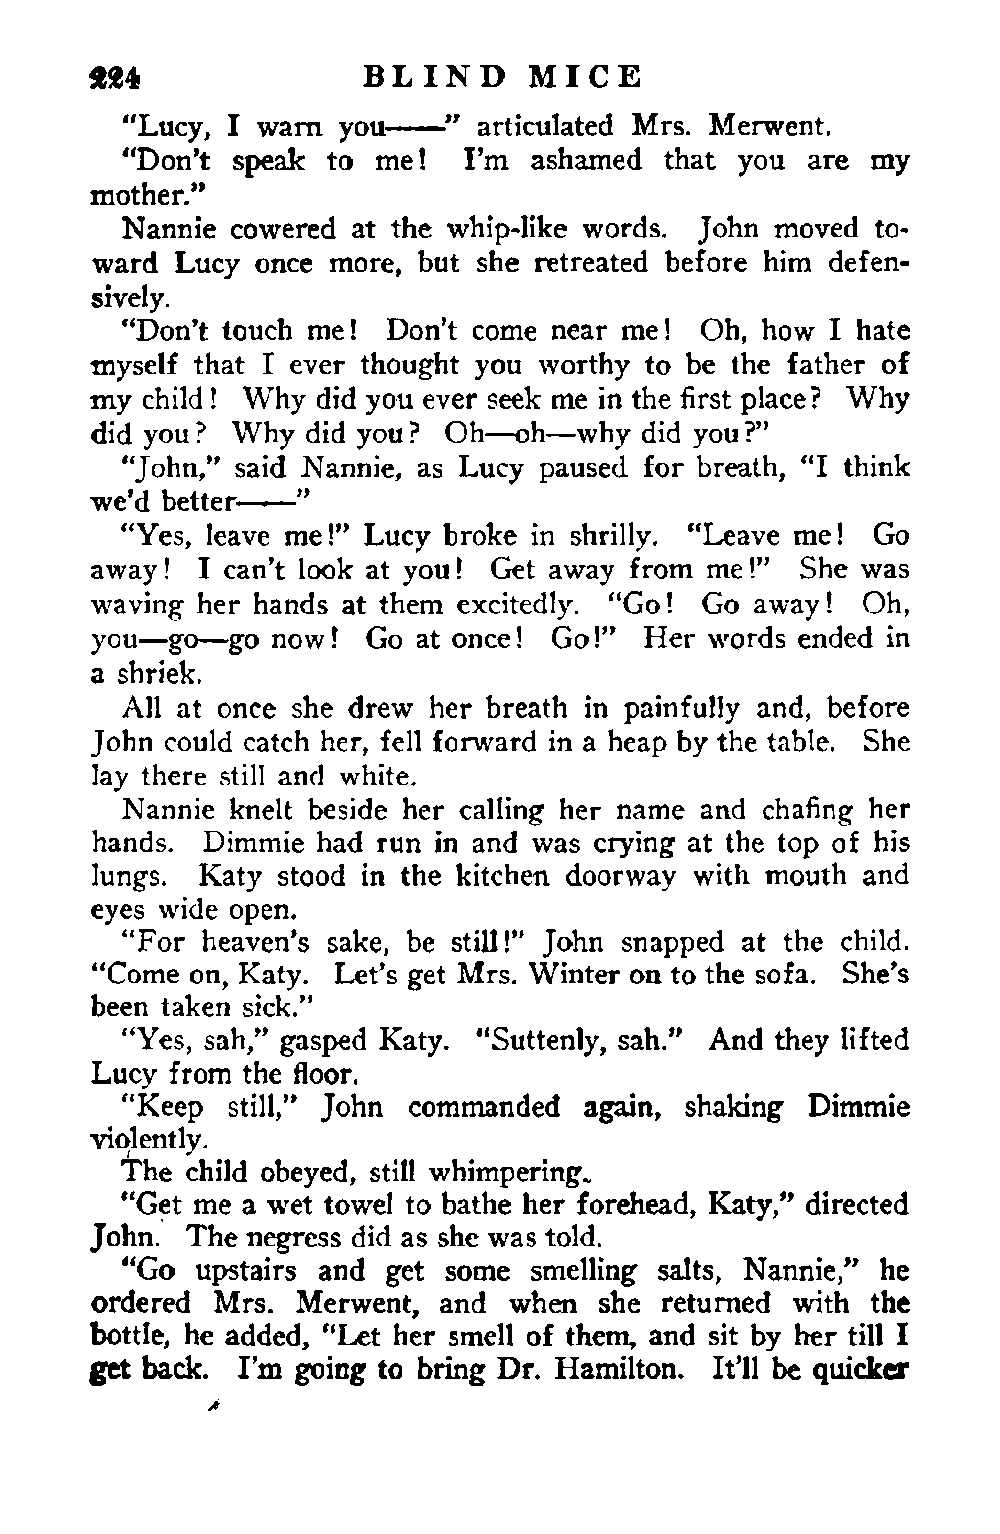 224 BLIND MICE
“Lucy, I warn you——” articulated Mrs. Merwent.
“Don’t speak to me! I’m ashamed that you are my
mother.”
Nannie cowered at the whip-like words. John moved to-
ward Lucy once more, but she retreated before him defen-
sively.
“Don’t touch me! Don’t come near me! Oh, how I hate
myself that I ever thought you worthy to be the father of
my child! Why did you ever seek me in the first place? Why
did you? Why did you? Oh—oh—why did you?”
“John,” said Nannie, as Lucy paused for breath, “I think
we’d better——”
“Yes, leave me!” Lucy broke in shrilly. “Leave me! Go
away! I can’t look at you! Get away from me!” She was
waving her hands at them excitedly. “Go! Go away! Oh,
you—go—go now! Go at once! Go!” Her words ended in
a shriek.
All at once she drew her breath in painfully and, before
John could catch her, fell forward in a heap by the table. She
lay there still and white.
Nannie knelt beside her calling her name and chafing her
hands. Dimmie had run in and was crying at the top of his
lungs. Katy stood in the kitchen doorway with mouth and
eyes wide open.
“For heaven’s sake, be still!” John snapped at the child.
“Come on, Katy. Let’s get Mrs. Winter on to the sofa. She’s
been taken sick.”
“Yes, sah,” gasped Katy. “Suttenly, sah.” And they lifted
Lucy from the floor.
“Keep still,” John commanded again, shaking Dimmie
violently.
The child obeyed, still whimpering.
“Get me a wet towel to bathe her forehead, Katy,” directed
John. The negress did as she was told.
“Go upstairs and get some smelling salts, Nannie,” he
ordered Mrs. Merwent, and when she returned with the
bottle, he added, “Let her smell of them, and sit by her till I
get back. I’m going to bring Dr. Hamilton. It’ll be quicker